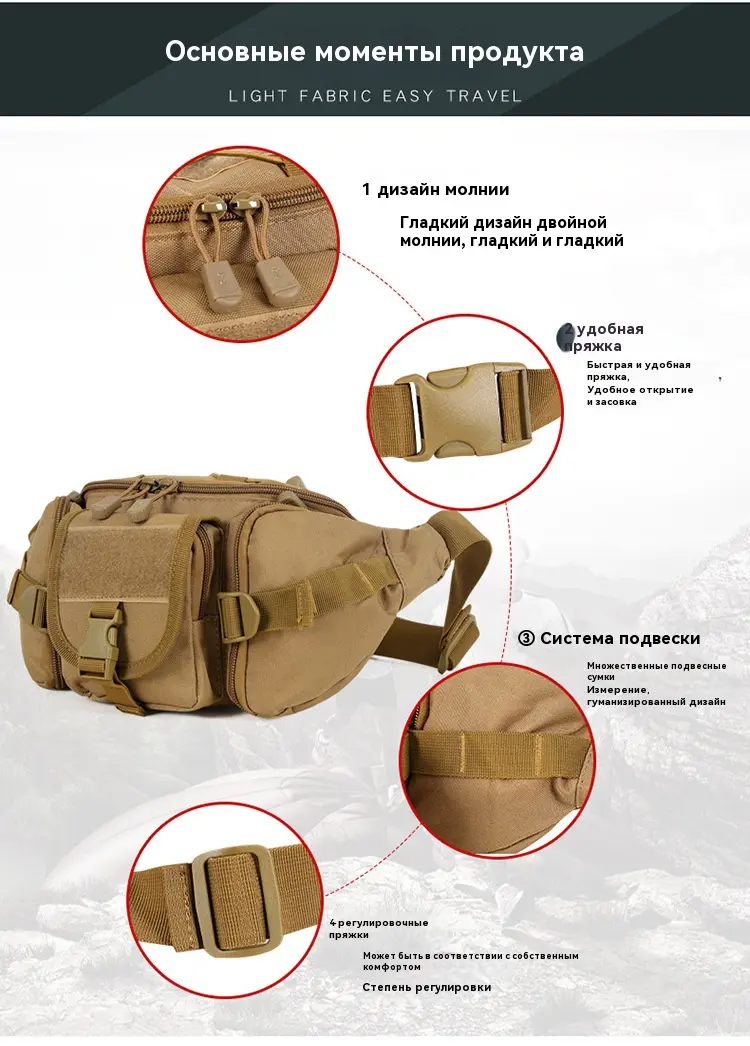 Основные моменты продукта
LIGHT FABRIC EASY TRAVEL
1 дизайн молнии
Гладкий дизайн двойной
молнии, гладкий и гладкий
2 удобная
пряжка
Быстрая и удобная
пряжка,
,
Удобное открытие
и засовка
③ Система подвески
Множественные подвесные
сумки
Измерение,
гуманизированный дизайн
4 регулировочные
пряжки
Может быть в соответствии с собственным
комфортом
Степень регулировки